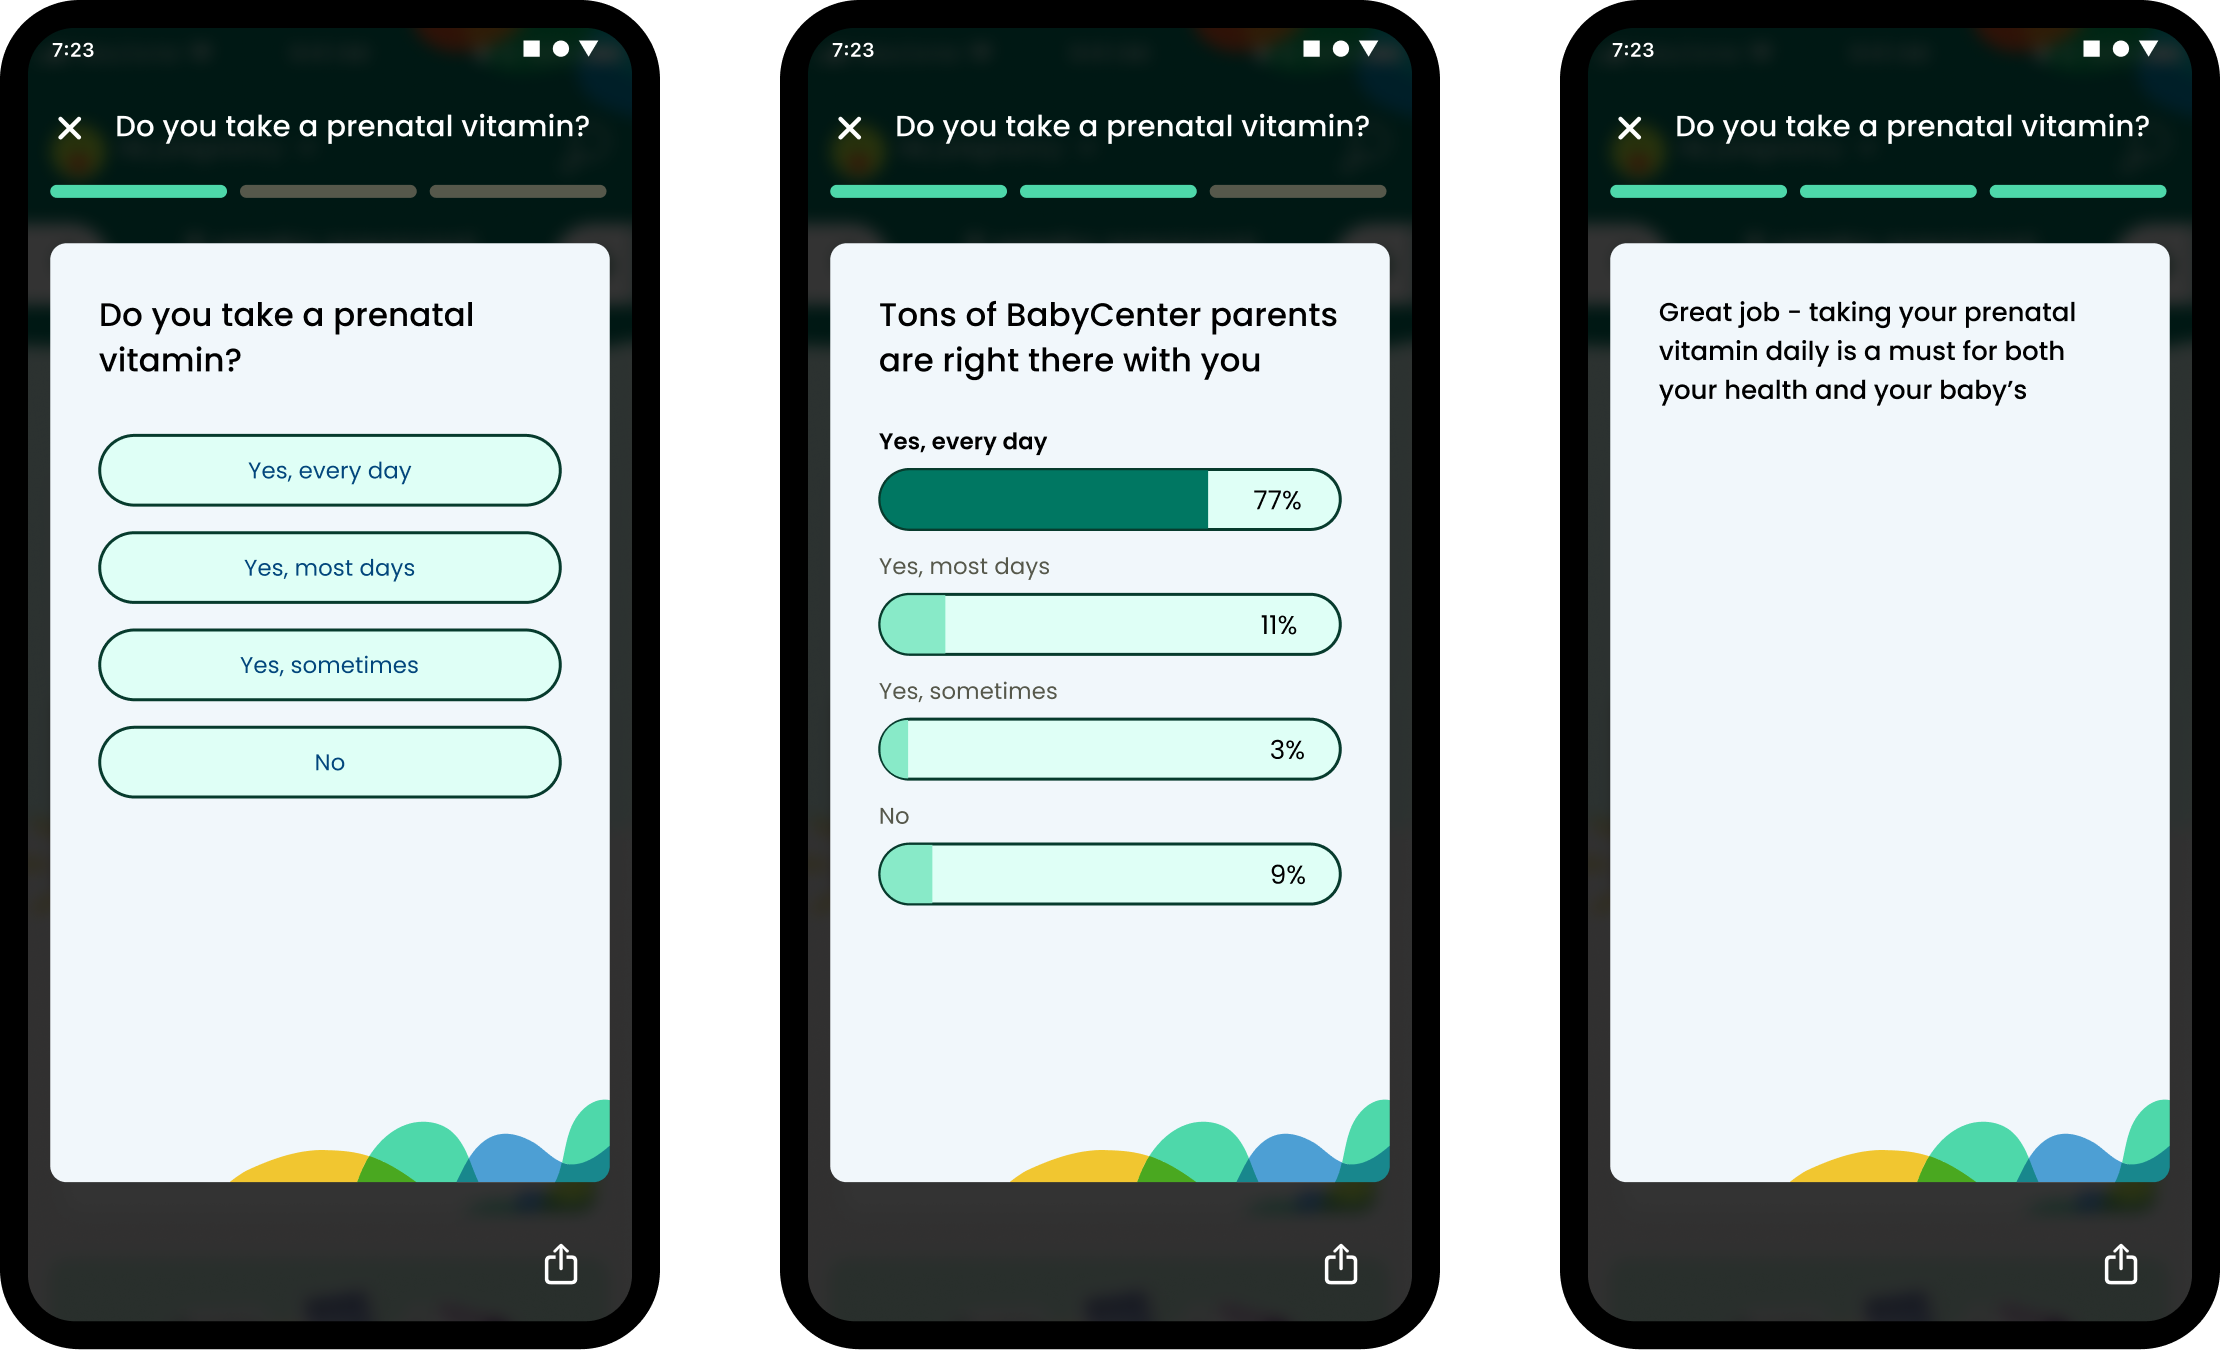 7:23
Do you take a prenatal vitamin?
Do you take a prenatal
vitamin?
Yes, every day
Yes, most days
Yes, sometimes
No
7:23
Do you take a prenatal vitamin?
Tons of BabyCenter parents
are right there with you
Yes, every day
77%
Yes, most days
11%
Yes, sometimes
3%
No
9%
7:23
Do you take a prenatal vitamin?
Great job - taking your prenatal
vitamin daily is a must for both
your health and your baby’s